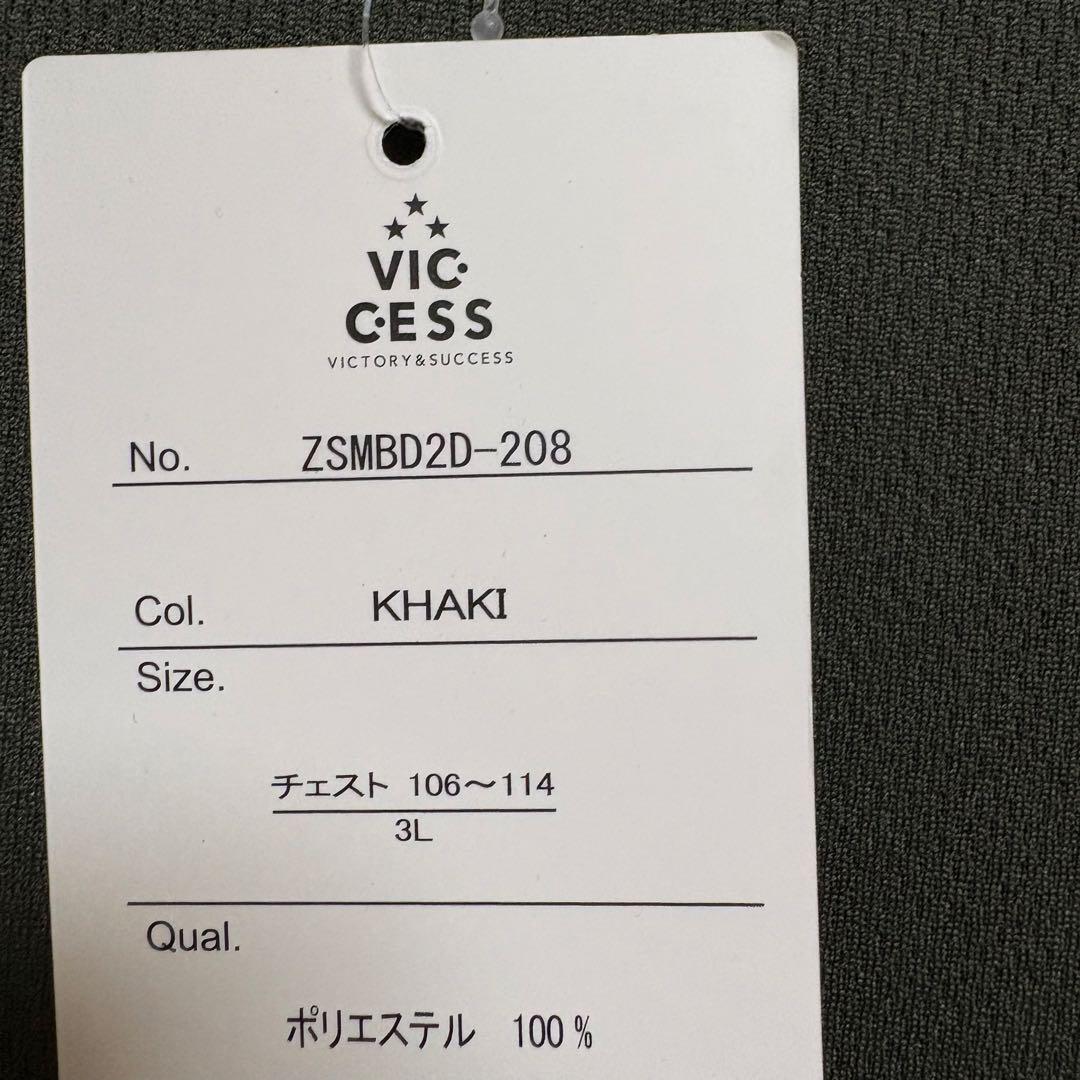 VIC·
C·ESS
VICTORY&SUCCESS
No. ZSMBD2D-208
Col. KHAKI
Size.
チェスト 106～114
3L
Qual.
ポリエステル 100%